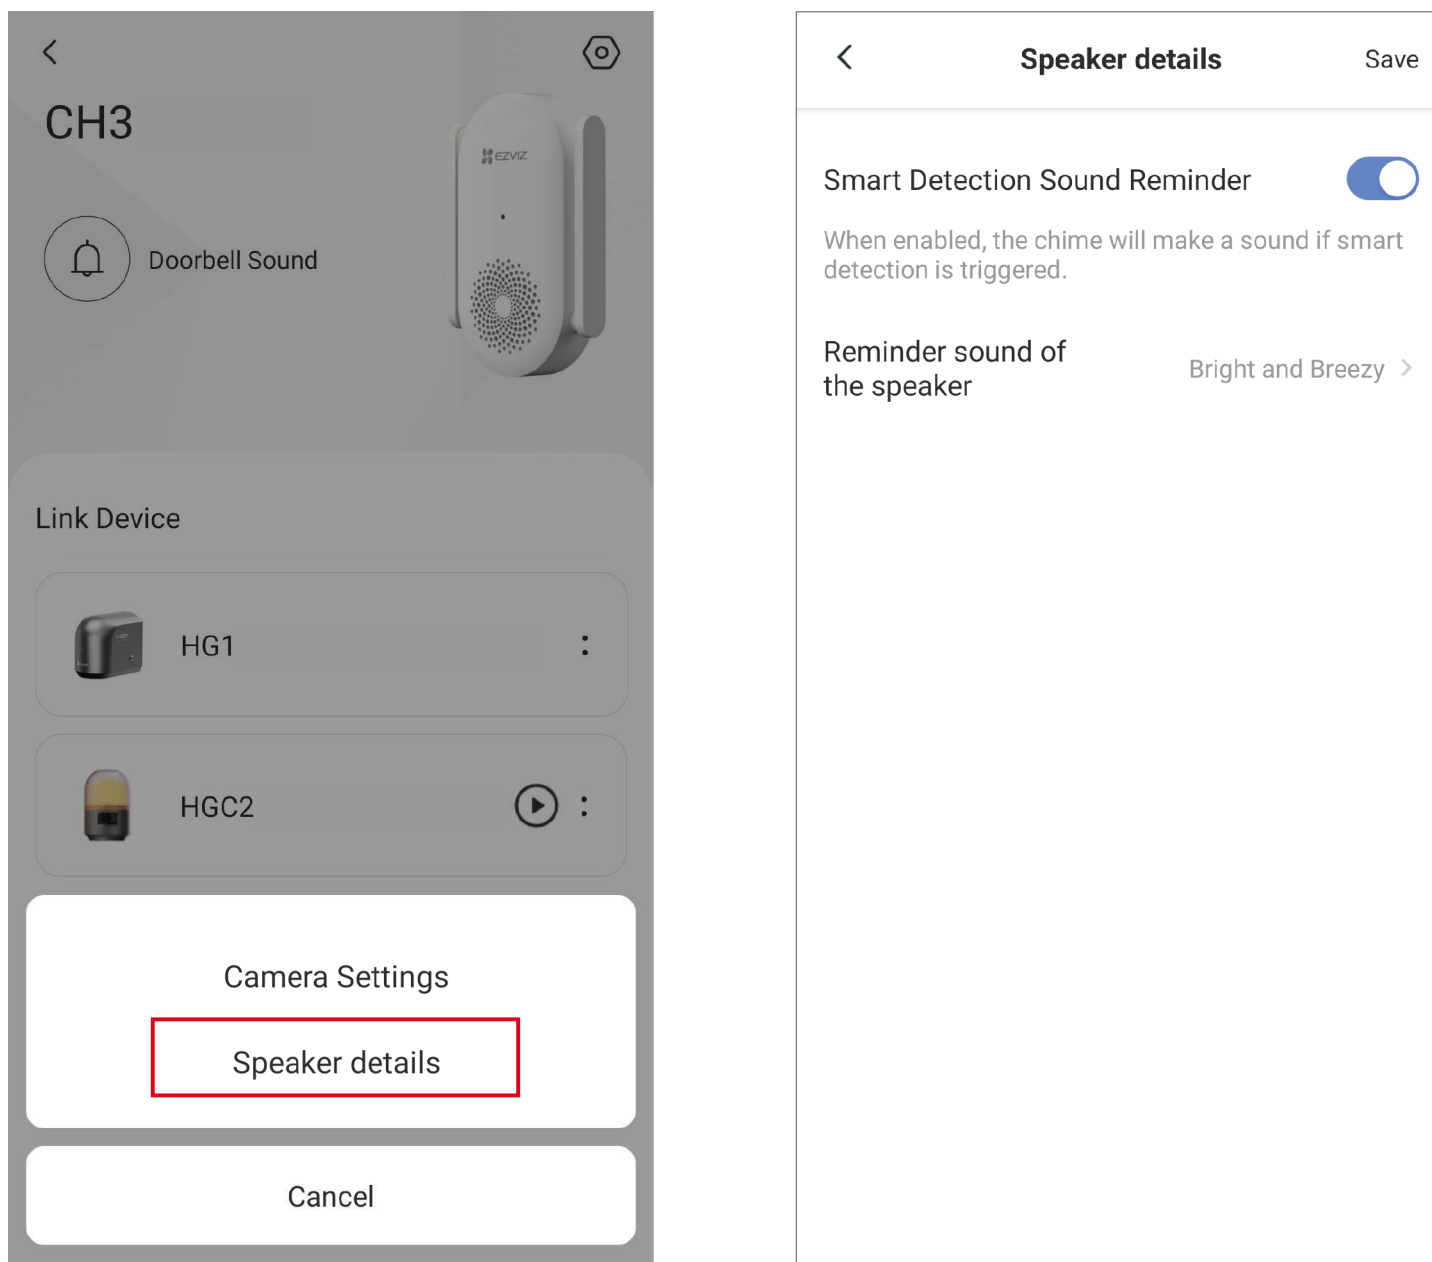 CH3
EZVIZ
Doorbell Sound
Link Device
HG1
HGC2
Camera Settings
Speaker details
Cancel
Speaker details
Save
Smart Detection Sound Reminder
When enabled, the chime will make a sound if smart
detection is triggered.
Reminder sound of
the speaker
Bright and Breezy